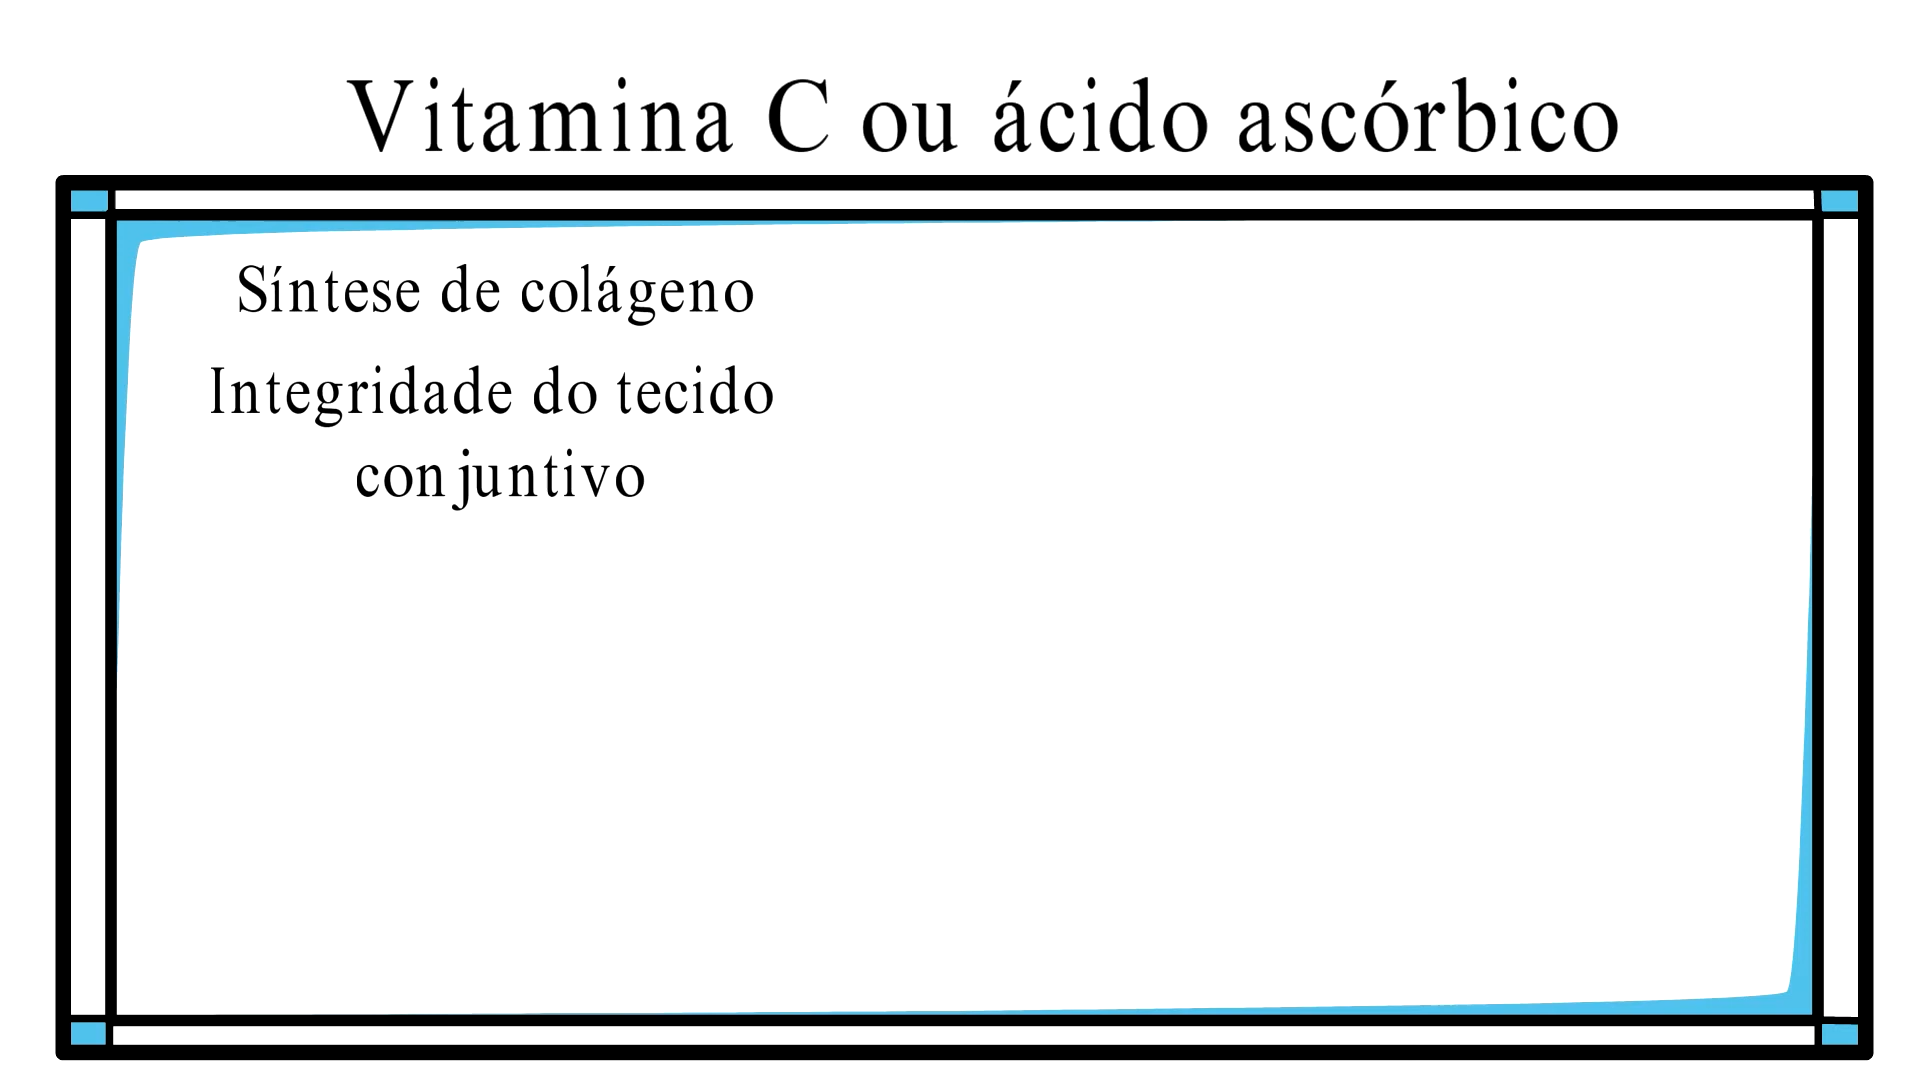 Vitamina C ou ácido ascórbico
Síntese de colágeno
Integridade do tecido
conjuntivo